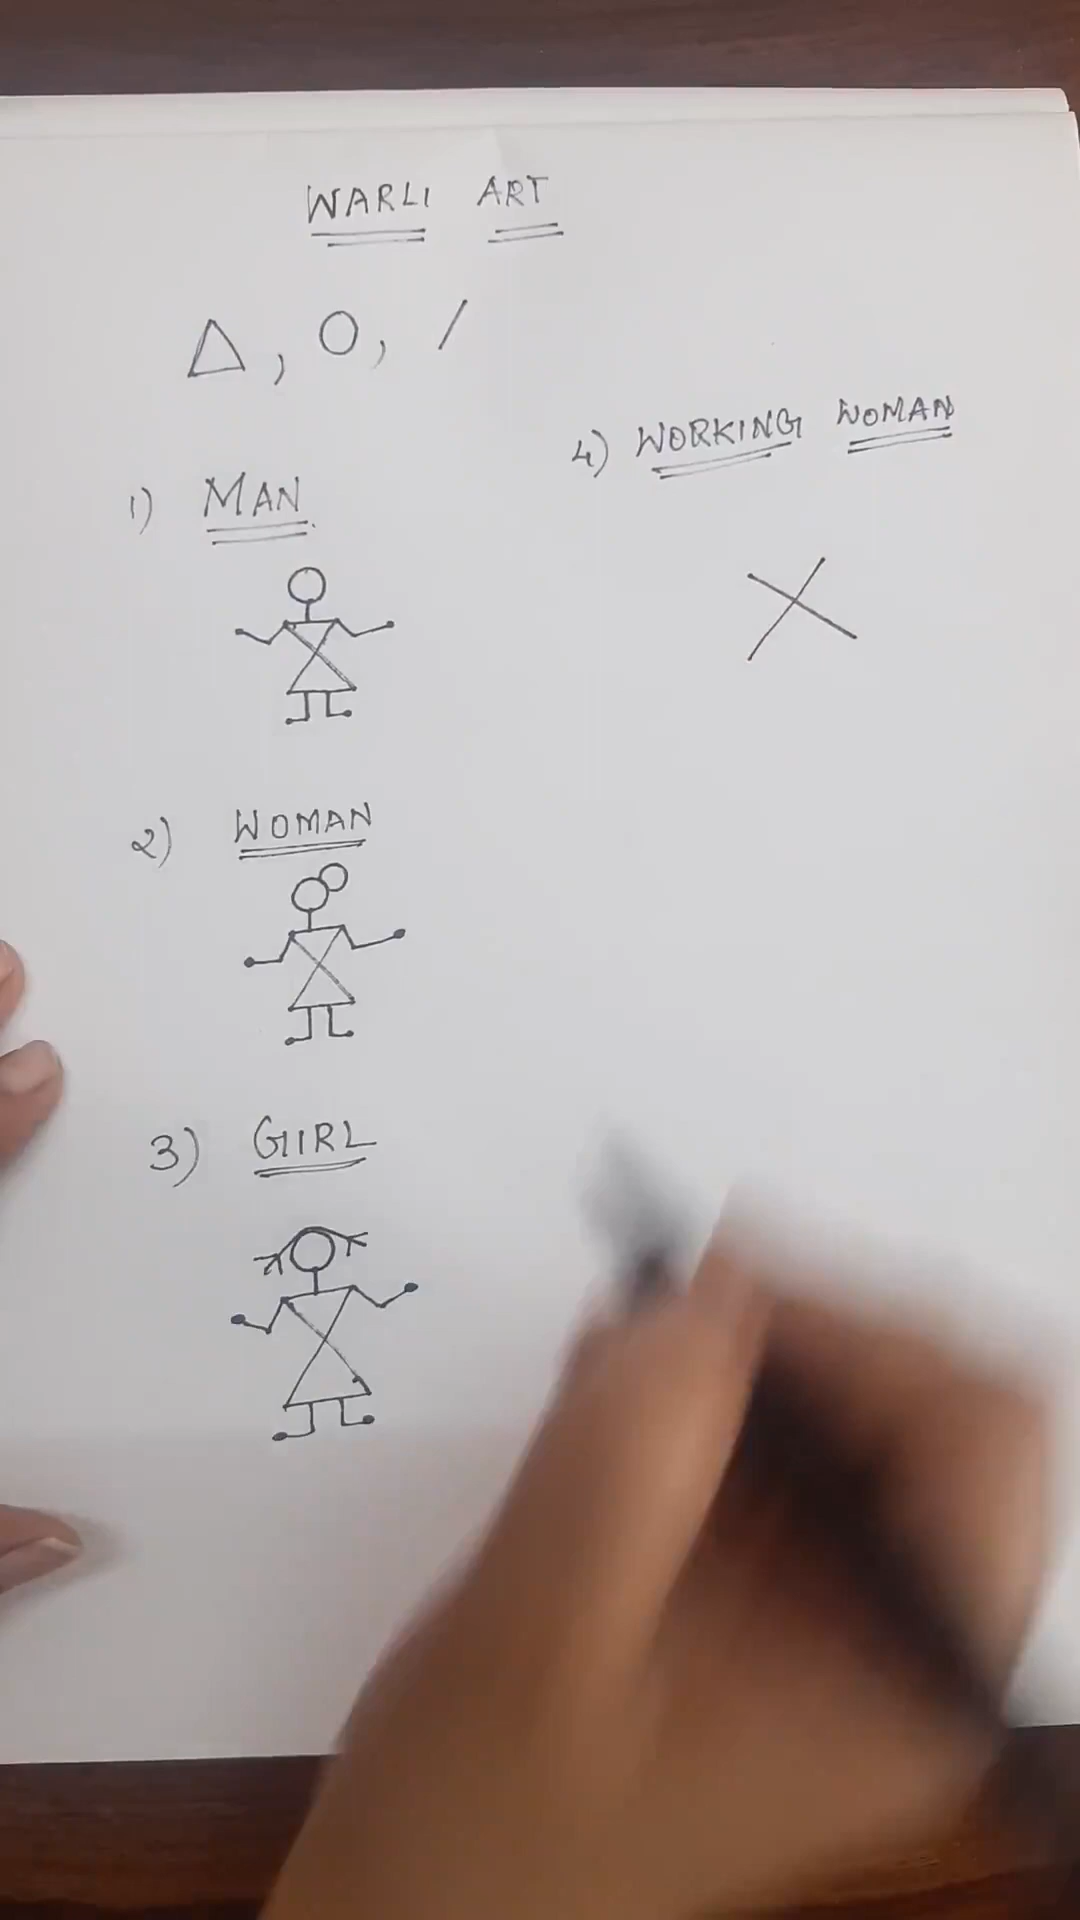 WARLI ART
△, ○, /
1) MAN
2) WOMAN
3) GIRL
4) WORKING WOMAN